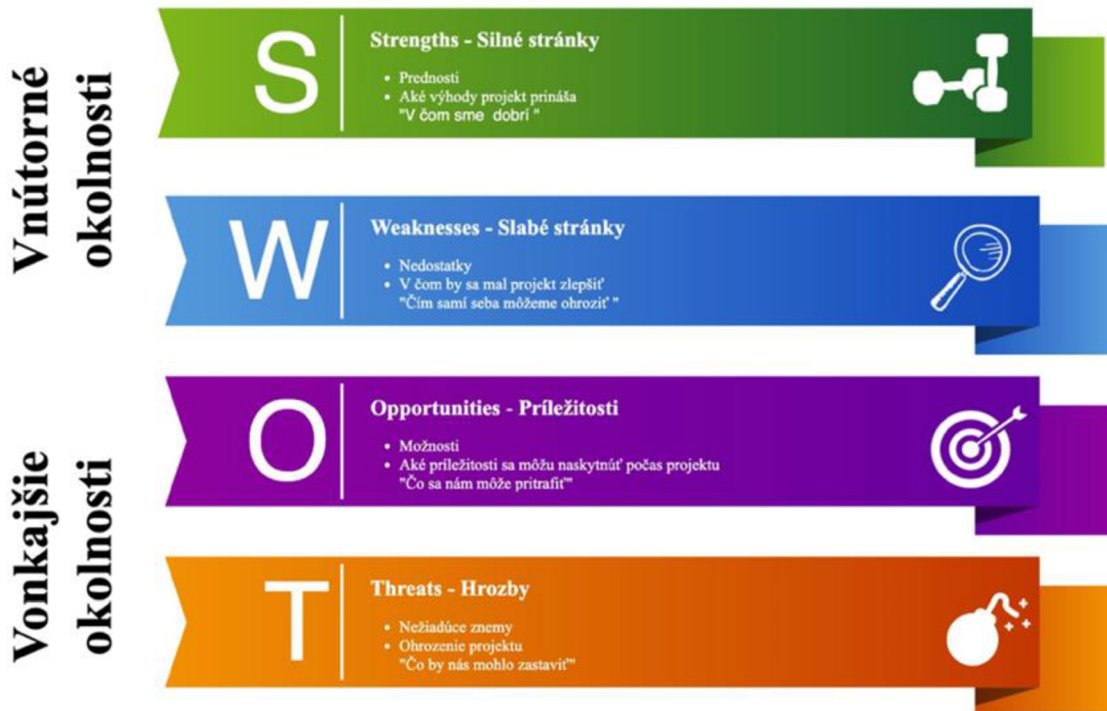 Vnútorné
okolnosti
S
Strengths - Silné stránky
• Prednosti
• Aké výhody projekt prináša
"V čom sme dobrí "
W
Weaknesses - Slabé stránky
• Nedostatky
• V čom by sa mal projekt zlepšiť
"Čím samí seba môžeme ohroziť "
Vonkajšie
okolnosti
O
Opportunities - Príležitosti
• Možnosti
• Aké príležitosti sa môžu naskytnúť počas projektu
"Čo sa nám môže pritrafiť"
T
Threats - Hrozby
• Nežiadúce znemy
• Ohrozenie projektu
"Čo by nás mohlo zastaviť"